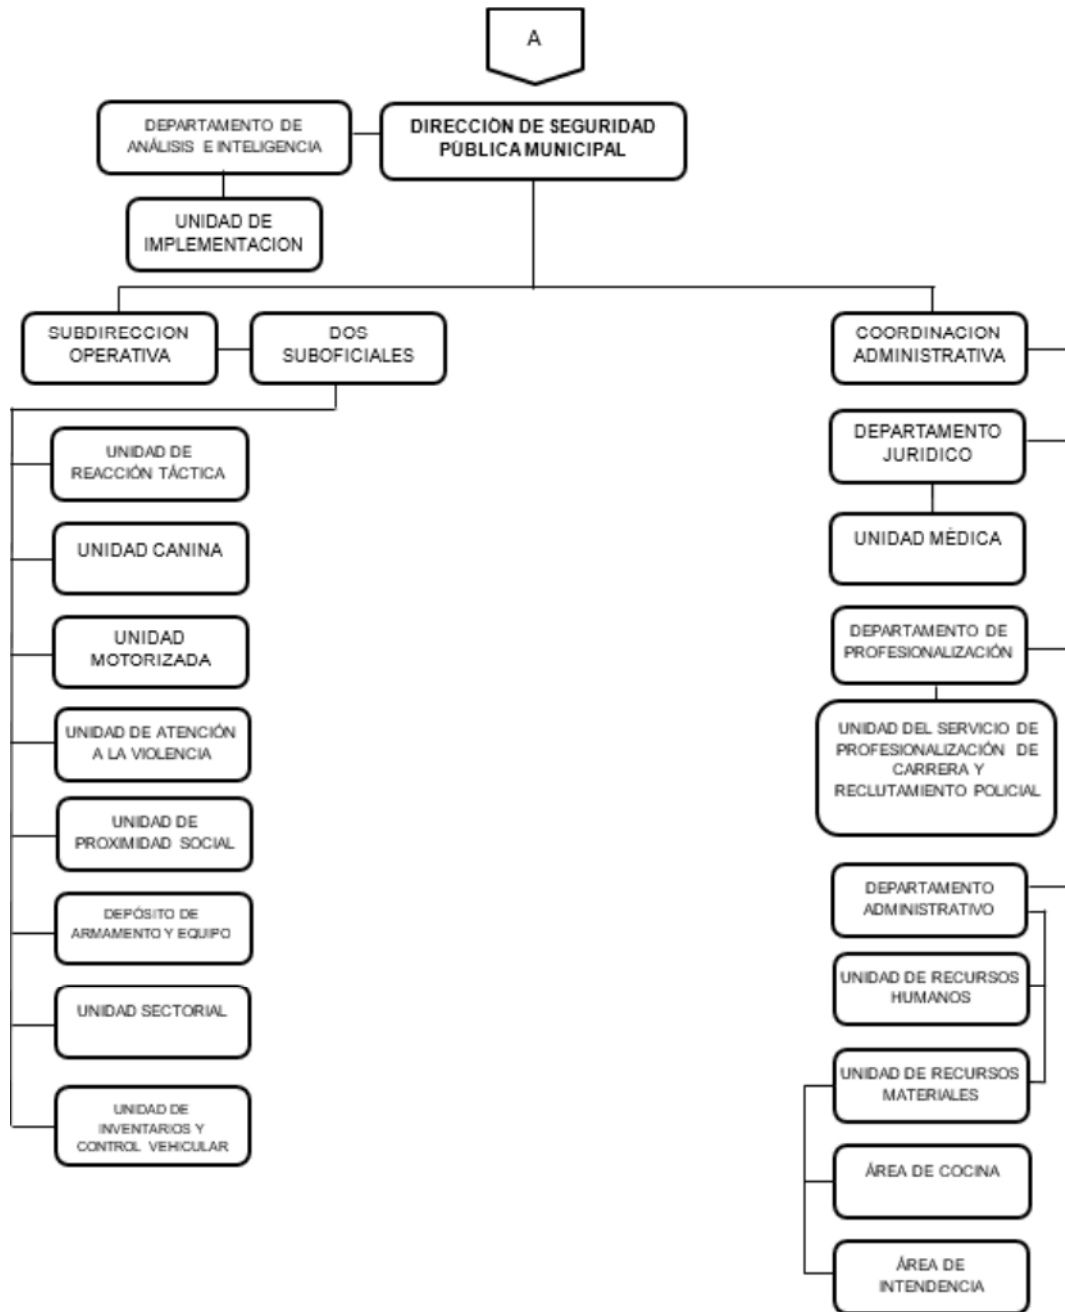 A
DEPARTAMENTO DE
ANÁLISIS E INTELIGENCIA
DIRECCIÓN DE SEGURIDAD
PÚBLICA MUNICIPAL
UNIDAD DE
IMPLEMENTACION
SUBDIRECCION
OPERATIVA
DOS
SUBOFICIALES
COORDINACION
ADMINISTRATIVA
UNIDAD DE
REACCIÓN TÁCTICA
UNIDAD CANINA
UNIDAD
MOTORIZADA
UNIDAD DE ATENCIÓN
A LA VIOLENCIA
UNIDAD DE
PROXIMIDAD SOCIAL
DEPÓSITO DE
ARMAMENTO Y EQUIPO
UNIDAD SECTORIAL
UNIDAD DE
INVENTARIOS Y
CONTROL VEHICULAR
DEPARTAMENTO
JURIDICO
UNIDAD MÉDICA
DEPARTAMENTO DE
PROFESIONALIZACIÓN
UNIDAD DEL SERVICIO DE
PROFESIONALIZACIÓN DE
CARRERA Y
RECLUTAMIENTO POLICIAL
DEPARTAMENTO
ADMINISTRATIVO
UNIDAD DE RECURSOS
HUMANOS
UNIDAD DE RECURSOS
MATERIALES
ÁREA DE COCINA
ÁREA DE
INTENDENCIA